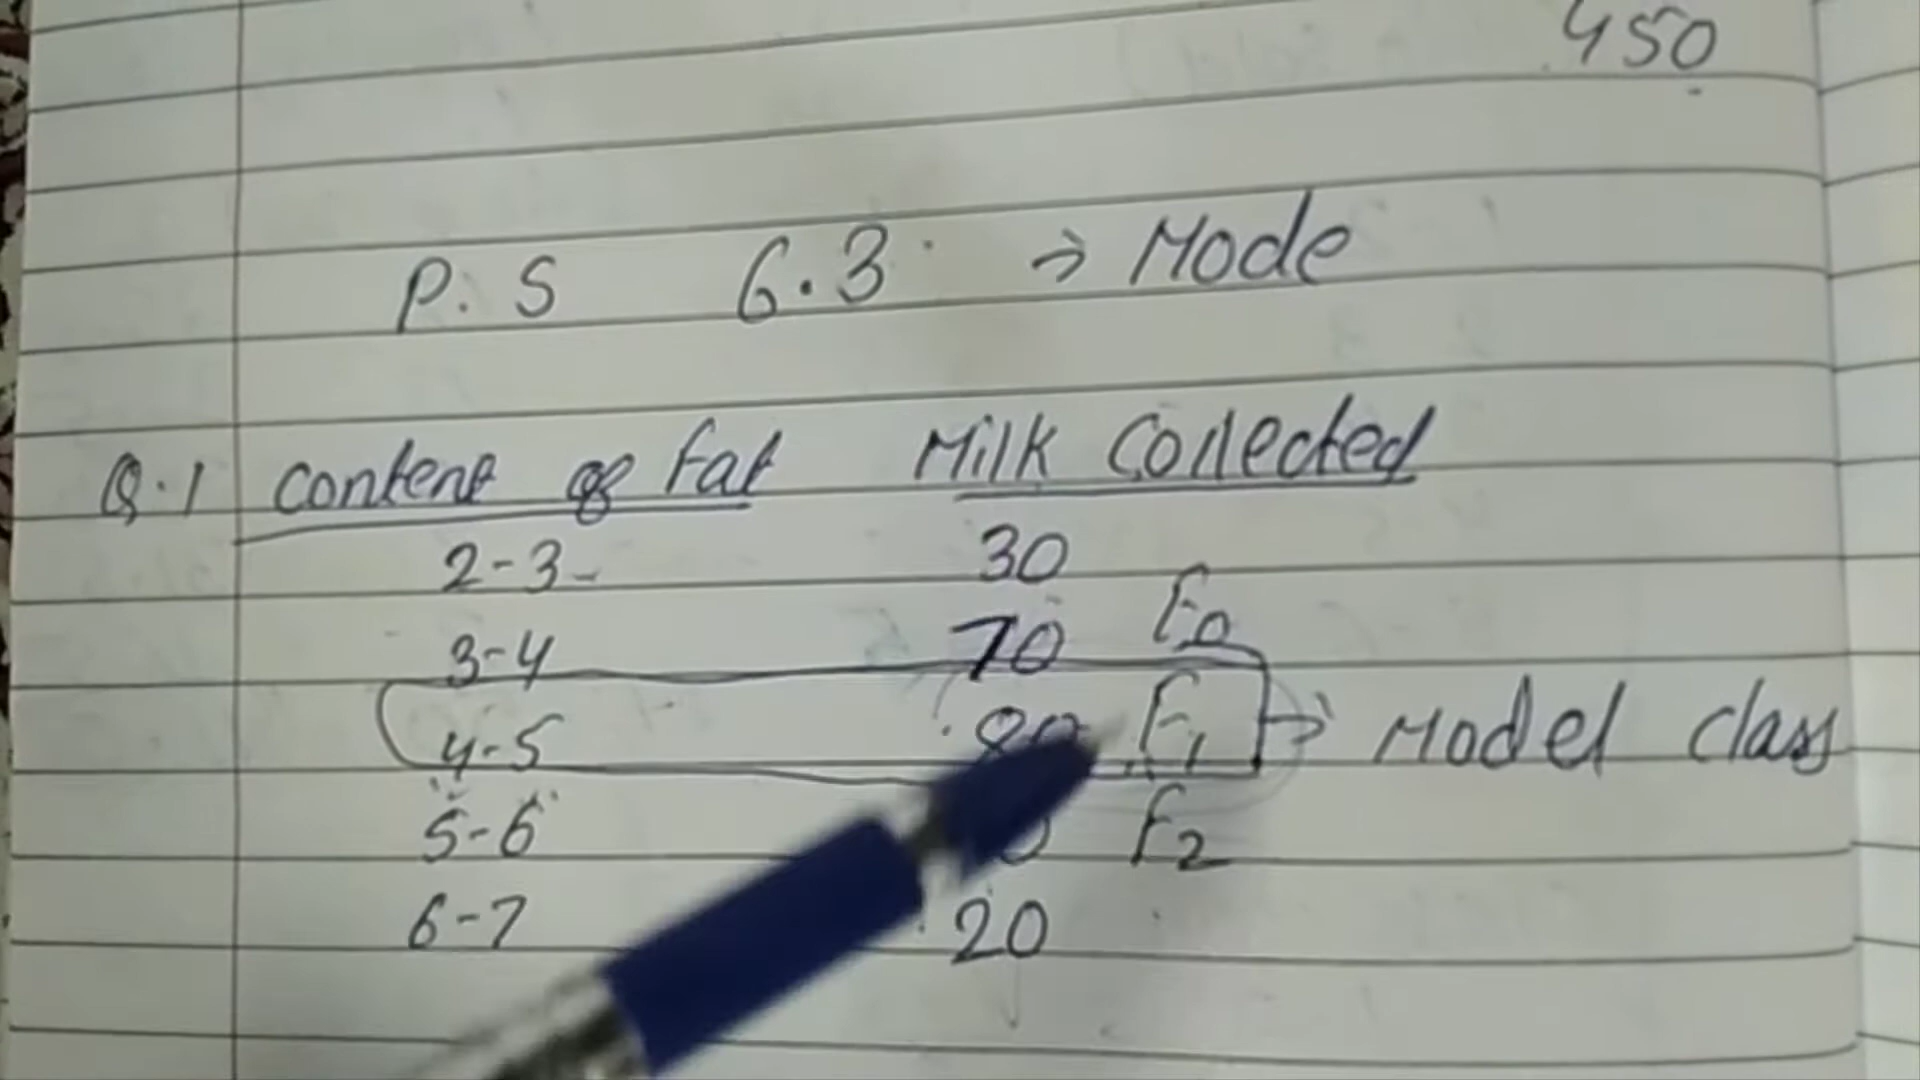 450
P. S 6.3 → Mode
Q.1 content of fat Milk Collected
2-3 30
3-4 70 F0
4-5 80 F1 → Model class
5-6 F2
6-7 20